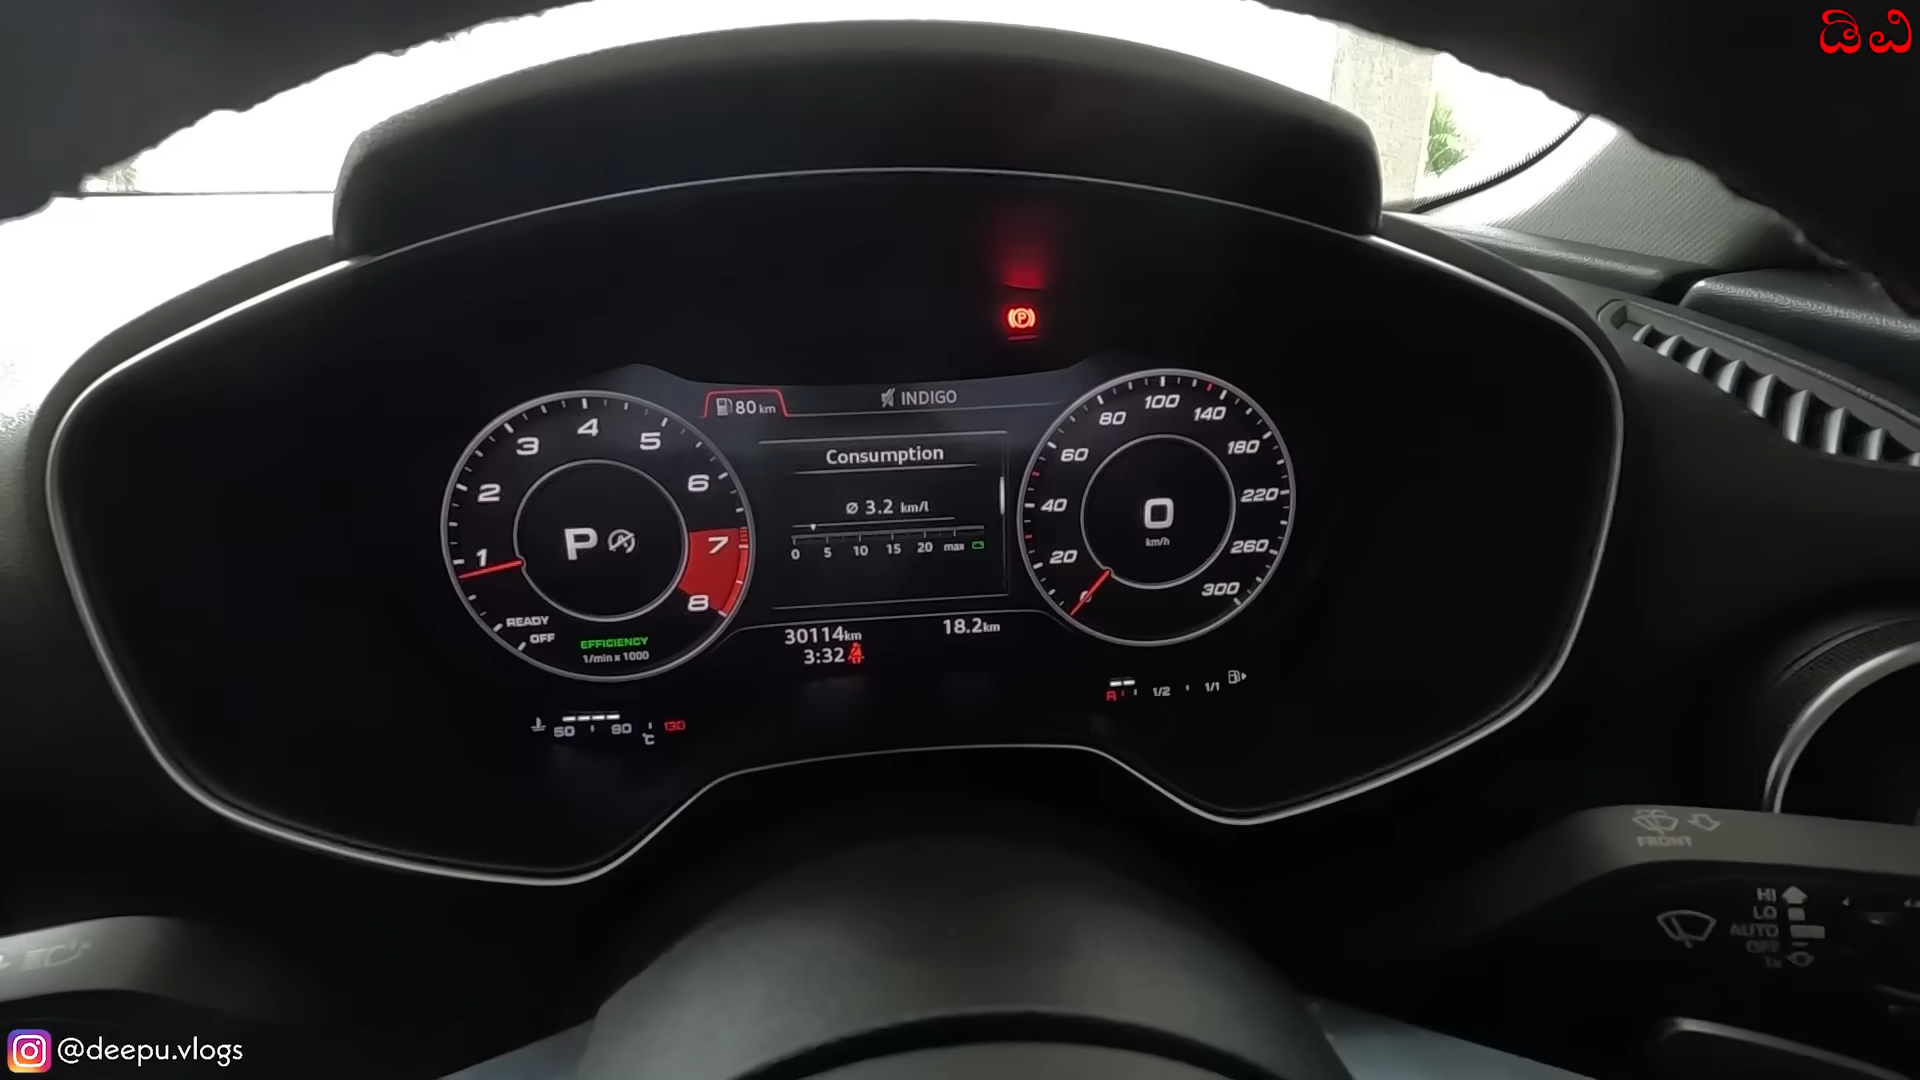 ಡಿವಿ
80 km
INDIGO
1 2 3 4 5 6 7 8
P
READY
OFF
EFFICIENCY
1/min x 1000
Consumption
Ø 3.2 km/l
0 5 10 15 20 max
30114km
18.2km
3:32
20 40 60 80 100 140 180 220 260 300
0
km/h
50 90 °C 130
R 1/2 1/1
FRONT
HI
LO
AUTO
OFF
1x
@deepu.vlogs